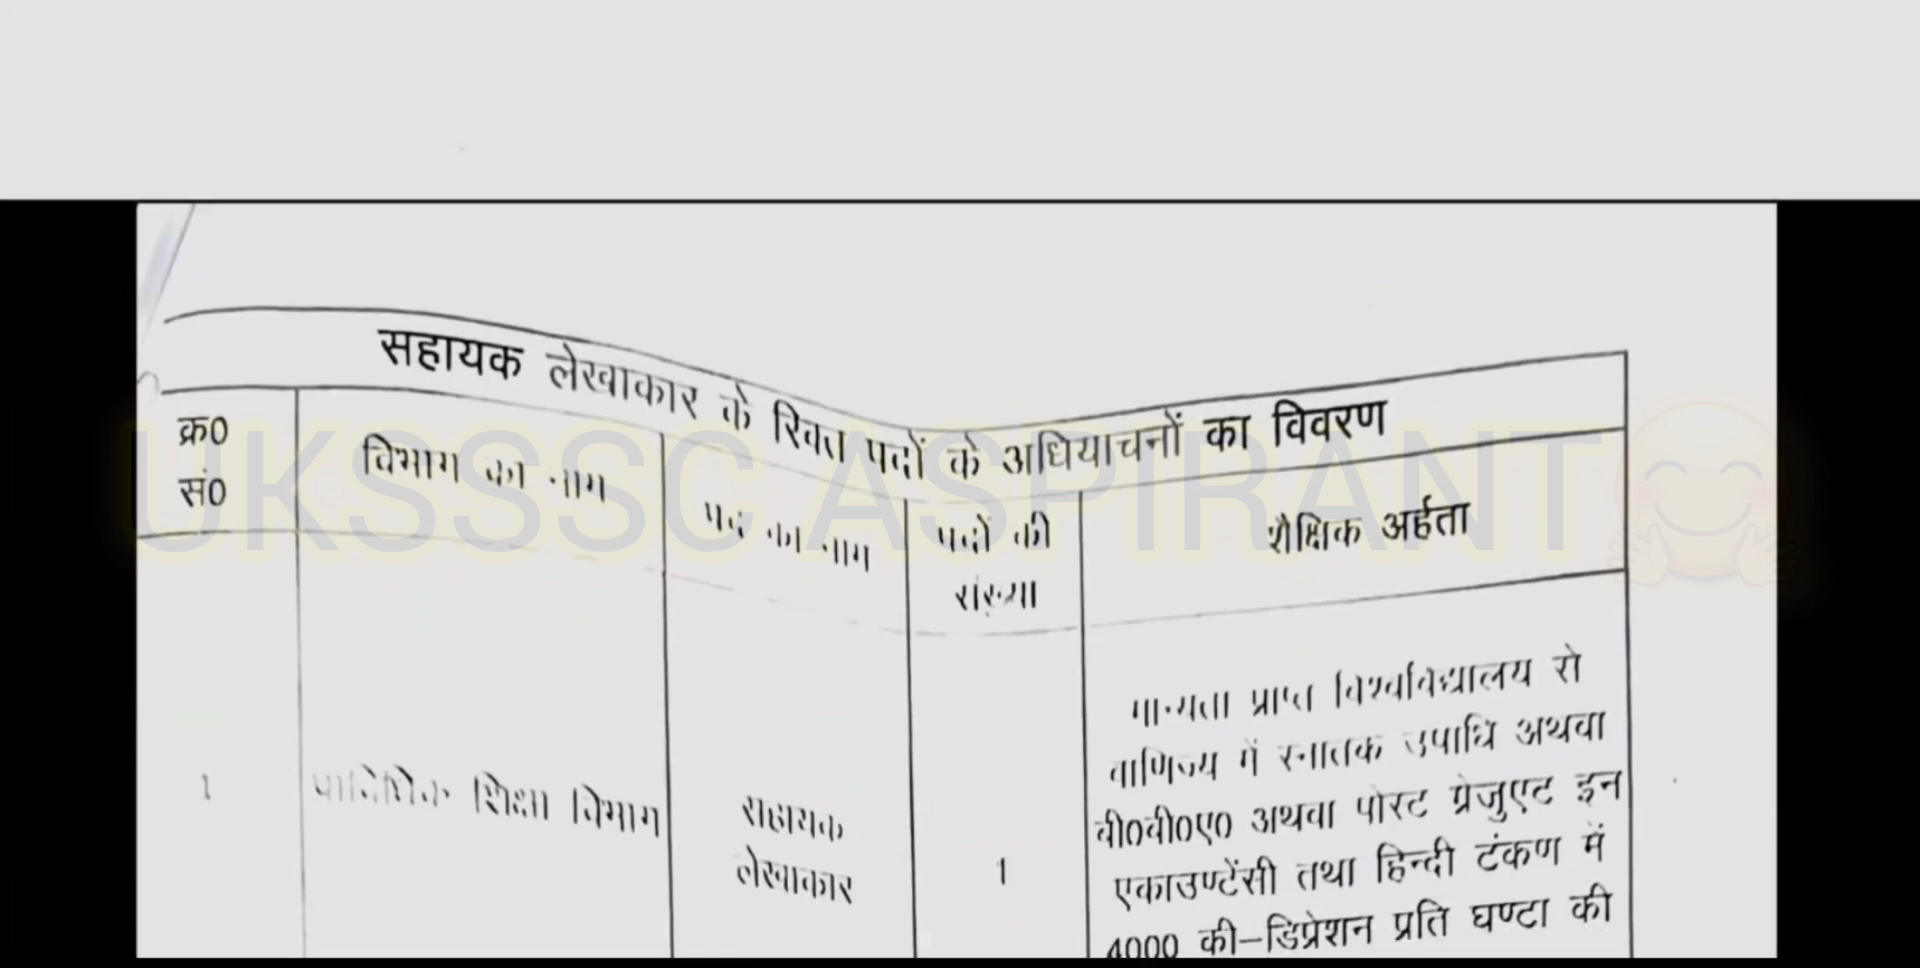 सहायक लेखाकार के रिक्त पदों के अधियाचनों का विवरण
क्र0
सं0
विभाग का नाम
पद का नाम
पदों की
संख्या
शैक्षिक अर्हता
UKSSSC ASPIRANT
1
प्राविधिक शिक्षा विभाग
सहायक
लेखाकार
1
मान्यता प्राप्त विश्वविद्यालय से
वाणिज्य में स्नातक उपाधि अथवा
बी0बी0ए0 अथवा पोस्ट ग्रेजुएट इन
एकाउण्टेंसी तथा हिन्दी टंकण में
4000 की-डिप्रेशन प्रति घण्टा की